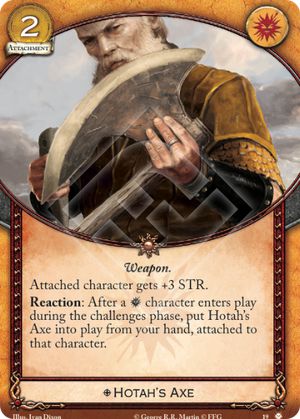 2
Attachment
Weapon.
Attached character gets +3 STR.
Reaction: After a character enters play
during the challenges phase, put Hotah's
Axe into play from your hand, attached to
that character.
Hotah's Axe
Illus. Ivan Dixon © George R.R. Martin © FFG 19